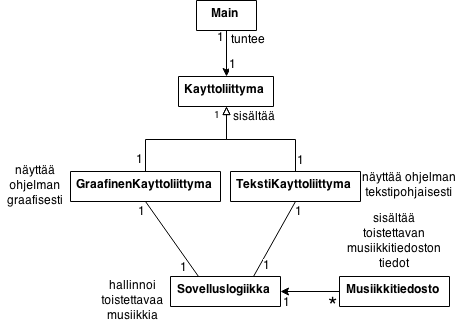 Main
1 tuntee
1
Kayttoliittyma
1 sisältää
1
1
näyttää
ohjelman
graafisesti
GraafinenKayttoliittyma
TekstiKayttoliittyma
näyttää ohjelman
tekstipohjaisesti
1
1
sisältää
toistettavan
musiikkitiedoston
tiedot
1
1
hallinnoi
toistettavaa
musiikkia
Sovelluslogiikka
1
*
Musiikkitiedosto